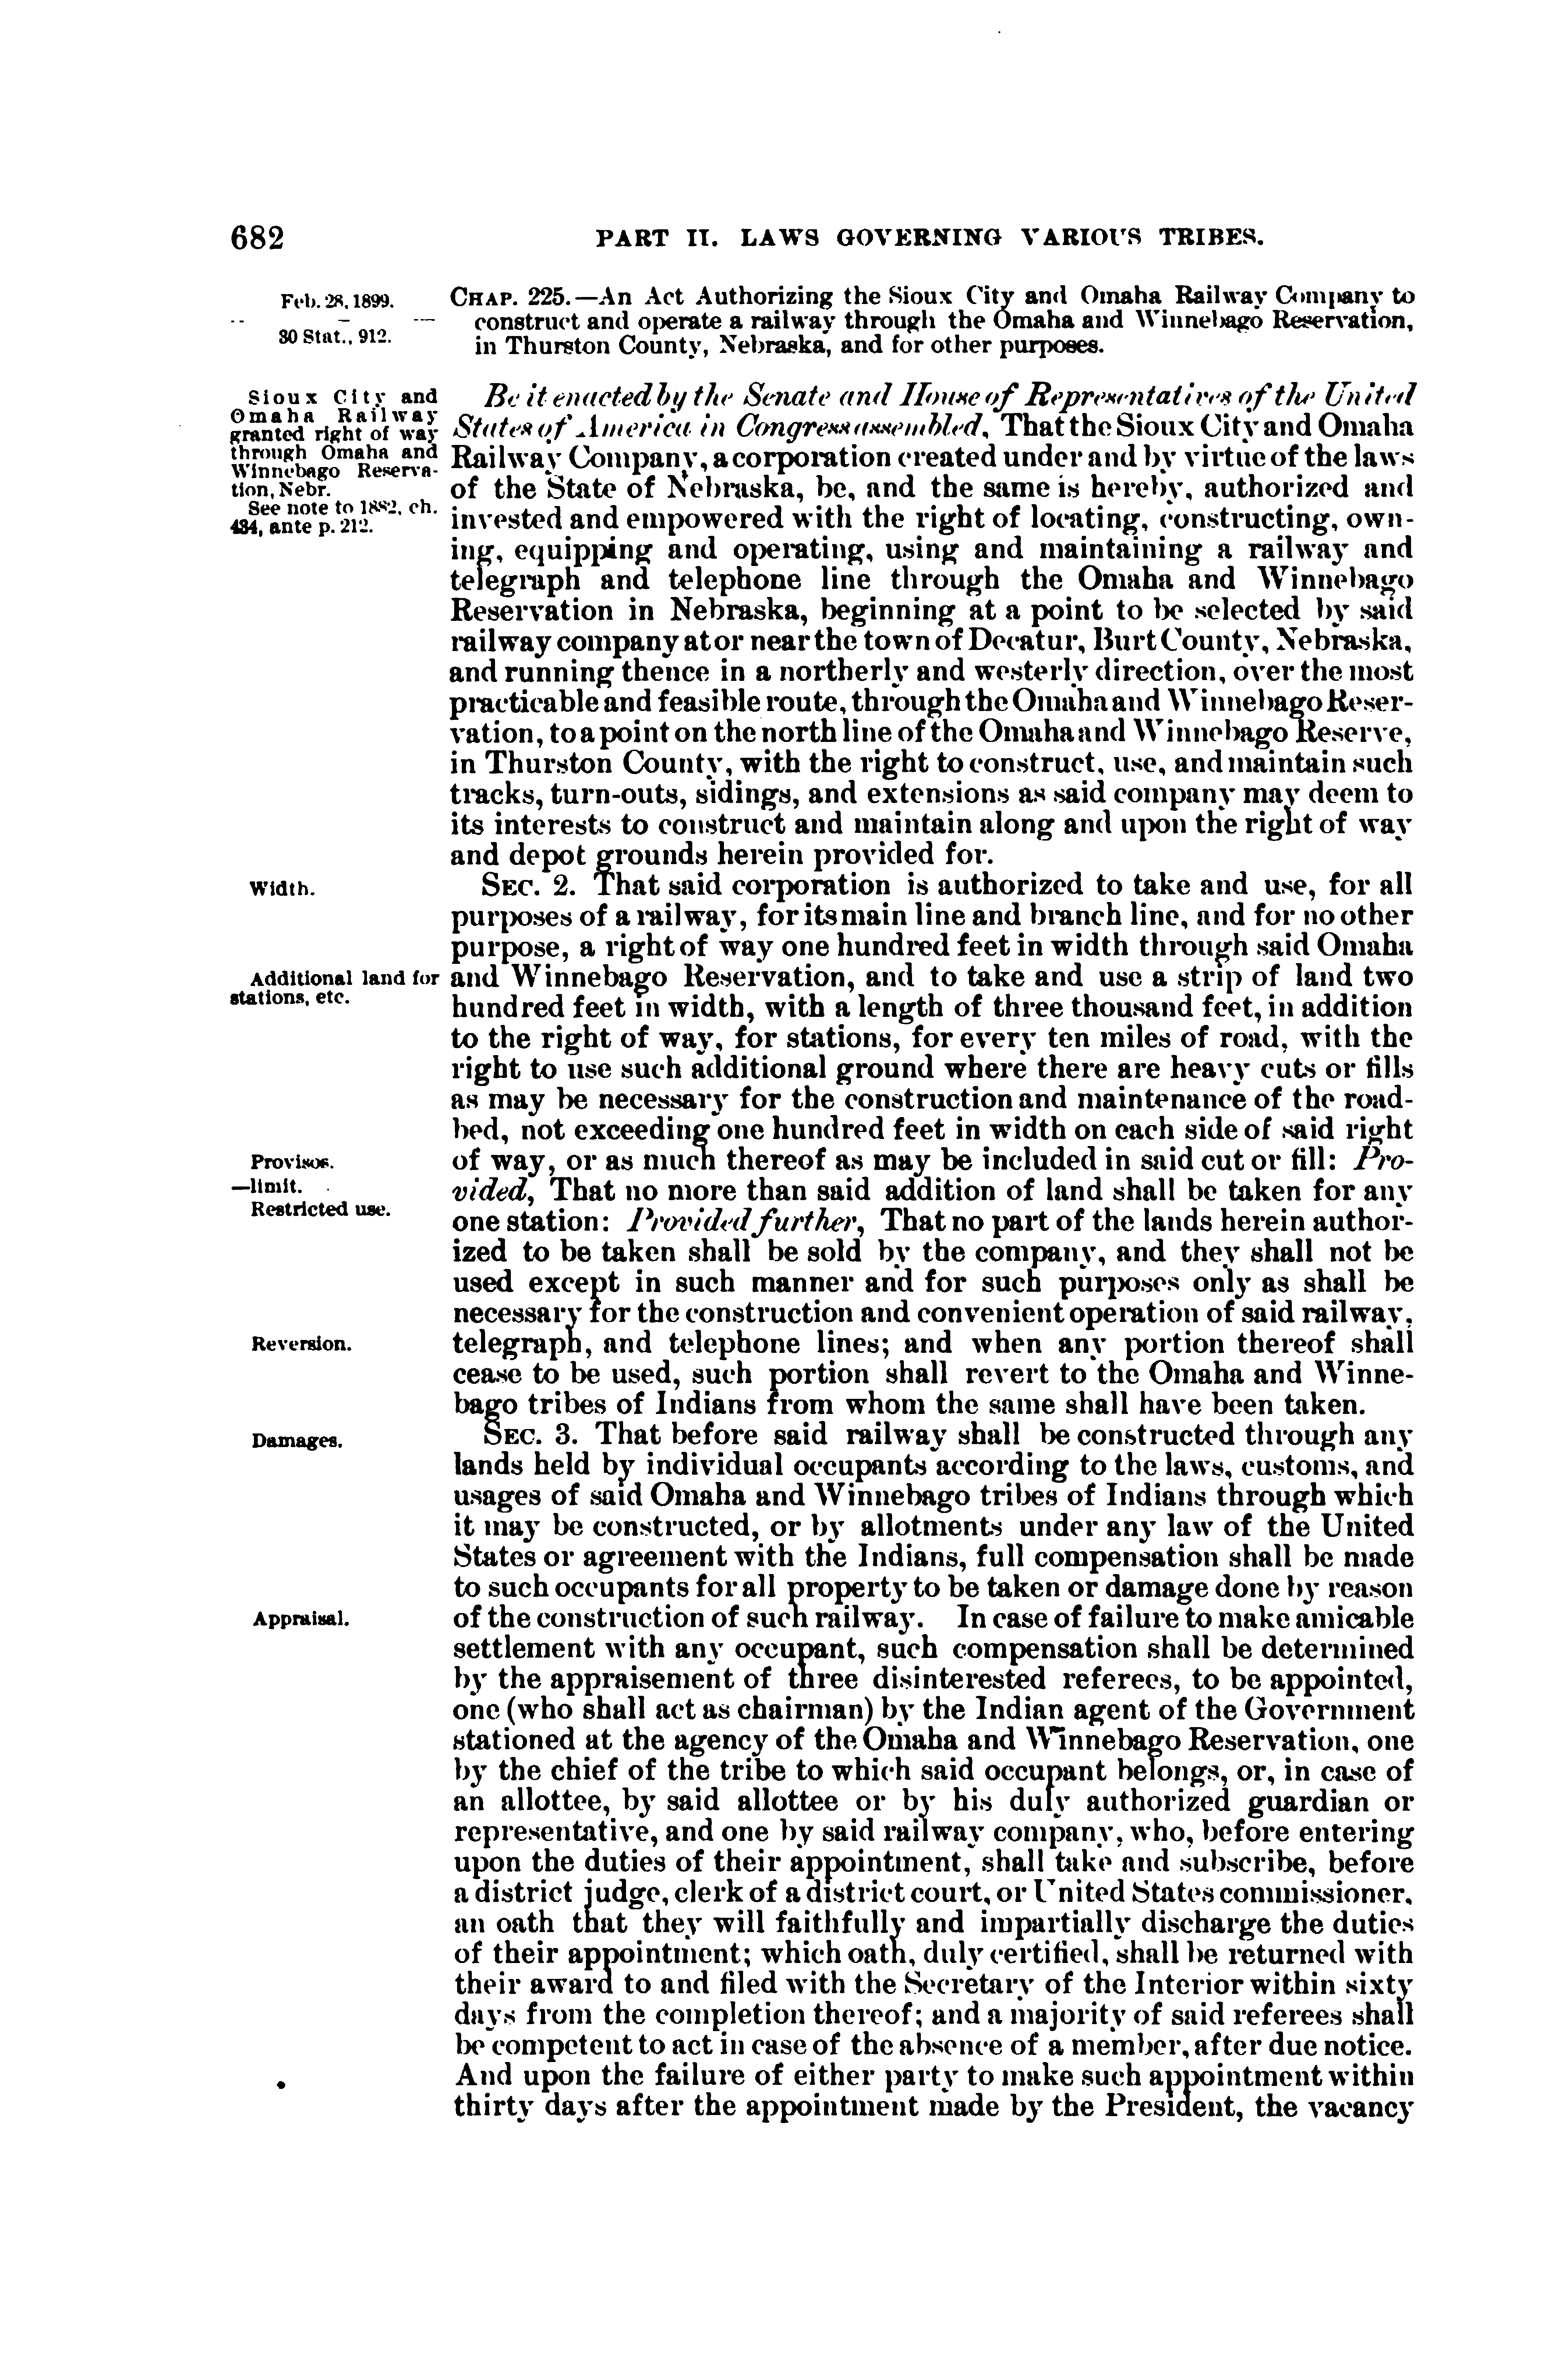 682
PART II. LAWS GOVERNING VARIOUS TRIBES.
Feb. 28, 1899.
30 Stat., 912.
CHAP. 225.—An Act Authorizing the Sioux City and Omaha Railway Company to
construct and operate a railway through the Omaha and Winnebago Reservation,
in Thurston County, Nebraska, and for other purposes.
Sioux City and
Omaha Railway
granted right of way
through Omaha and
Winnebago Reserva-
tion, Nebr.
See note to 1882, ch.
434, ante p. 212.
Be it enacted by the Senate and House of Representatives of the United
States of America in Congress assembled, That the Sioux City and Omaha
Railway Company, a corporation created under and by virtue of the laws
of the State of Nebraska, be, and the same is hereby, authorized and
invested and empowered with the right of locating, constructing, own-
ing, equipping and operating, using and maintaining a railway and
telegraph and telephone line through the Omaha and Winnebago
Reservation in Nebraska, beginning at a point to be selected by said
railway company at or near the town of Decatur, Burt County, Nebraska,
and running thence in a northerly and westerly direction, over the most
practicable and feasible route, through the Omaha and Winnebago Reser-
vation, to a point on the north line of the Omaha and Winnebago Reserve,
in Thurston County, with the right to construct, use, and maintain such
tracks, turn-outs, sidings, and extensions as said company may deem to
its interests to construct and maintain along and upon the right of way
and depot grounds herein provided for.
Width.
SEC. 2. That said corporation is authorized to take and use, for all
purposes of a railway, for its main line and branch line, and for no other
purpose, a right of way one hundred feet in width through said Omaha
Additional land for
stations, etc.
and Winnebago Reservation, and to take and use a strip of land two
hundred feet in width, with a length of three thousand feet, in addition
to the right of way, for stations, for every ten miles of road, with the
right to use such additional ground where there are heavy cuts or fills
as may be necessary for the construction and maintenance of the road-
bed, not exceeding one hundred feet in width on each side of said right
Provisos.
—limit.
Restricted use.
of way, or as much thereof as may be included in said cut or fill: Pro-
vided, That no more than said addition of land shall be taken for any
one station: Provided further, That no part of the lands herein author-
ized to be taken shall be sold by the company, and they shall not be
used except in such manner and for such purposes only as shall be
necessary for the construction and convenient operation of said railway,
Reversion.
telegraph, and telephone lines; and when any portion thereof shall
cease to be used, such portion shall revert to the Omaha and Winne-
bago tribes of Indians from whom the same shall have been taken.
Damages.
SEC. 3. That before said railway shall be constructed through any
lands held by individual occupants according to the laws, customs, and
usages of said Omaha and Winnebago tribes of Indians through which
it may be constructed, or by allotments under any law of the United
States or agreement with the Indians, full compensation shall be made
to such occupants for all property to be taken or damage done by reason
Appraisal.
of the construction of such railway. In case of failure to make amicable
settlement with any occupant, such compensation shall be determined
by the appraisement of three disinterested referees, to be appointed,
one (who shall act as chairman) by the Indian agent of the Government
stationed at the agency of the Omaha and Winnebago Reservation, one
by the chief of the tribe to which said occupant belongs, or, in case of
an allottee, by said allottee or by his duly authorized guardian or
representative, and one by said railway company, who, before entering
upon the duties of their appointment, shall take and subscribe, before
a district judge, clerk of a district court, or United States commissioner,
an oath that they will faithfully and impartially discharge the duties
of their appointment; which oath, duly certified, shall be returned with
their award to and filed with the Secretary of the Interior within sixty
days from the completion thereof; and a majority of said referees shall
be competent to act in case of the absence of a member, after due notice.
And upon the failure of either party to make such appointment within
thirty days after the appointment made by the President, the vacancy